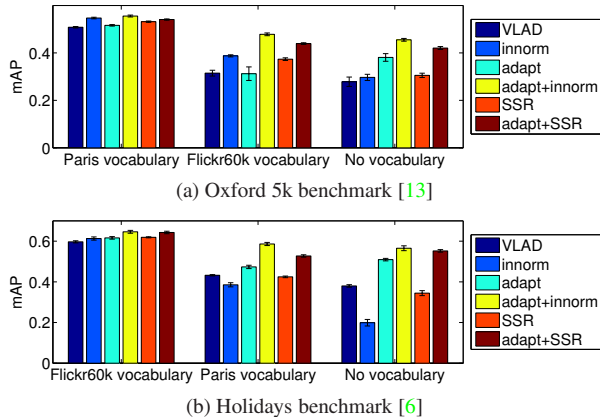 0.4
0.2
0
mAP
Paris vocabulary Flickr60k vocabulary No vocabulary
VLAD
innorm
adapt
adapt+innorm
SSR
adapt+SSR
(a) Oxford 5k benchmark [13]
0.6
0.4
0.2
0
mAP
Flickr60k vocabulary Paris vocabulary No vocabulary
VLAD
innorm
adapt
adapt+innorm
SSR
adapt+SSR
(b) Holidays benchmark [6]